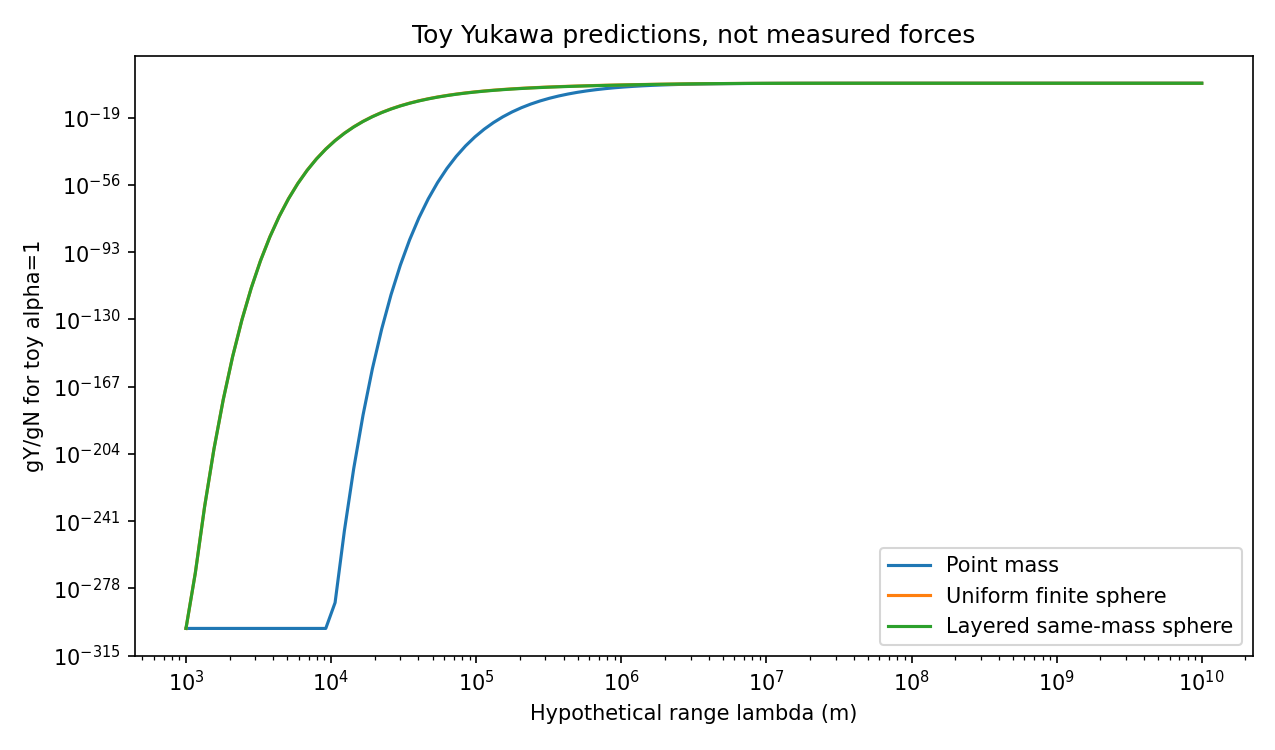 Toy Yukawa predictions, not measured forces
gY/gN for toy alpha=1
10^{-19}
10^{-56}
10^{-93}
10^{-130}
10^{-167}
10^{-204}
10^{-241}
10^{-278}
10^{-315}
Point mass
Uniform finite sphere
Layered same-mass sphere
10^{3} 10^{4} 10^{5} 10^{6} 10^{7} 10^{8} 10^{9} 10^{10}
Hypothetical range lambda (m)